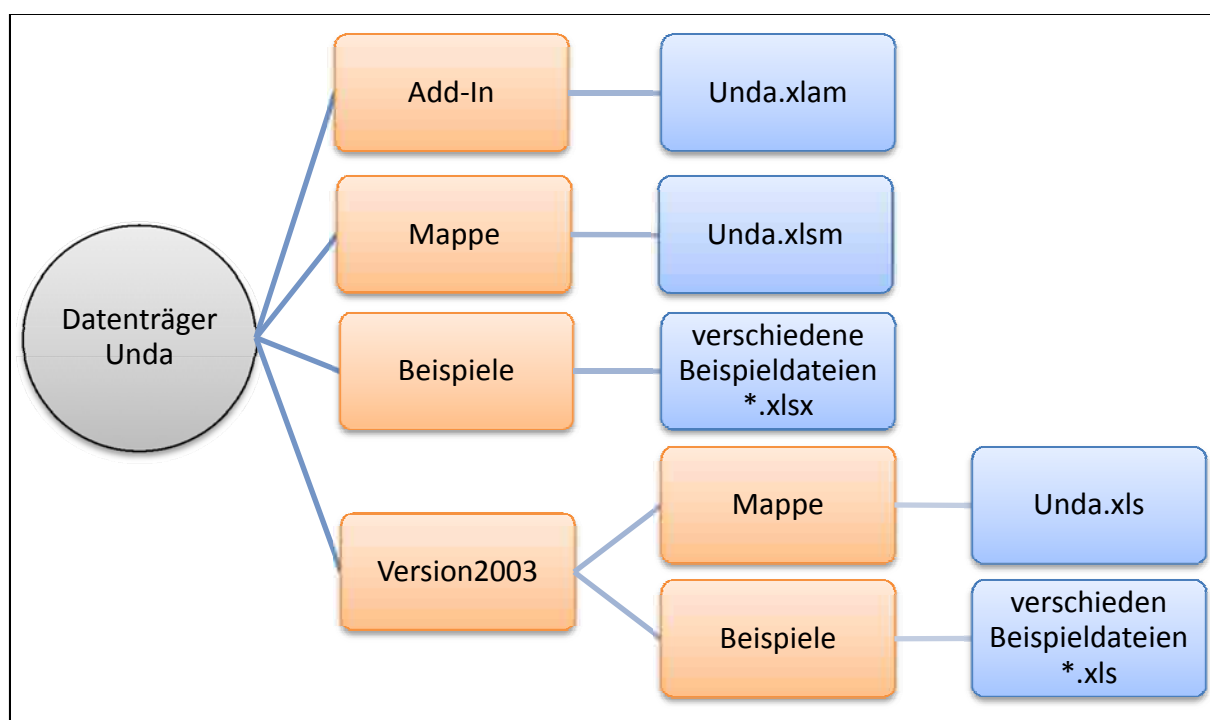 Add-In
Unda.xlam
Mappe
Unda.xlsm
Datenträger
Unda
Beispiele
verschiedene
Beispieldateien
*.xlsx
Version2003
Mappe
Unda.xls
Beispiele
verschieden
Beispieldateien
*.xls